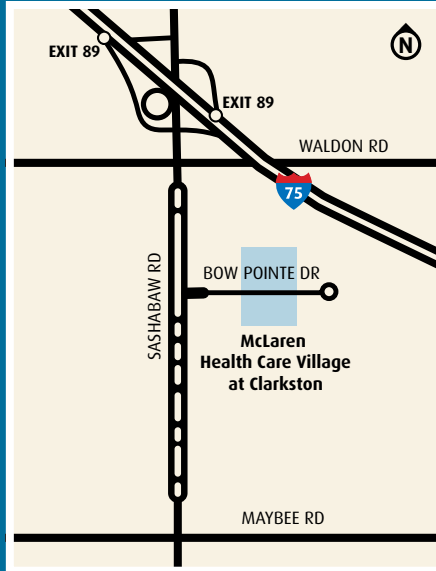 EXIT 89
N
EXIT 89
WALDON RD
75
SASHABAW RD
BOW POINTE DR
McLaren
Health Care Village
at Clarkston
MAYBEE RD